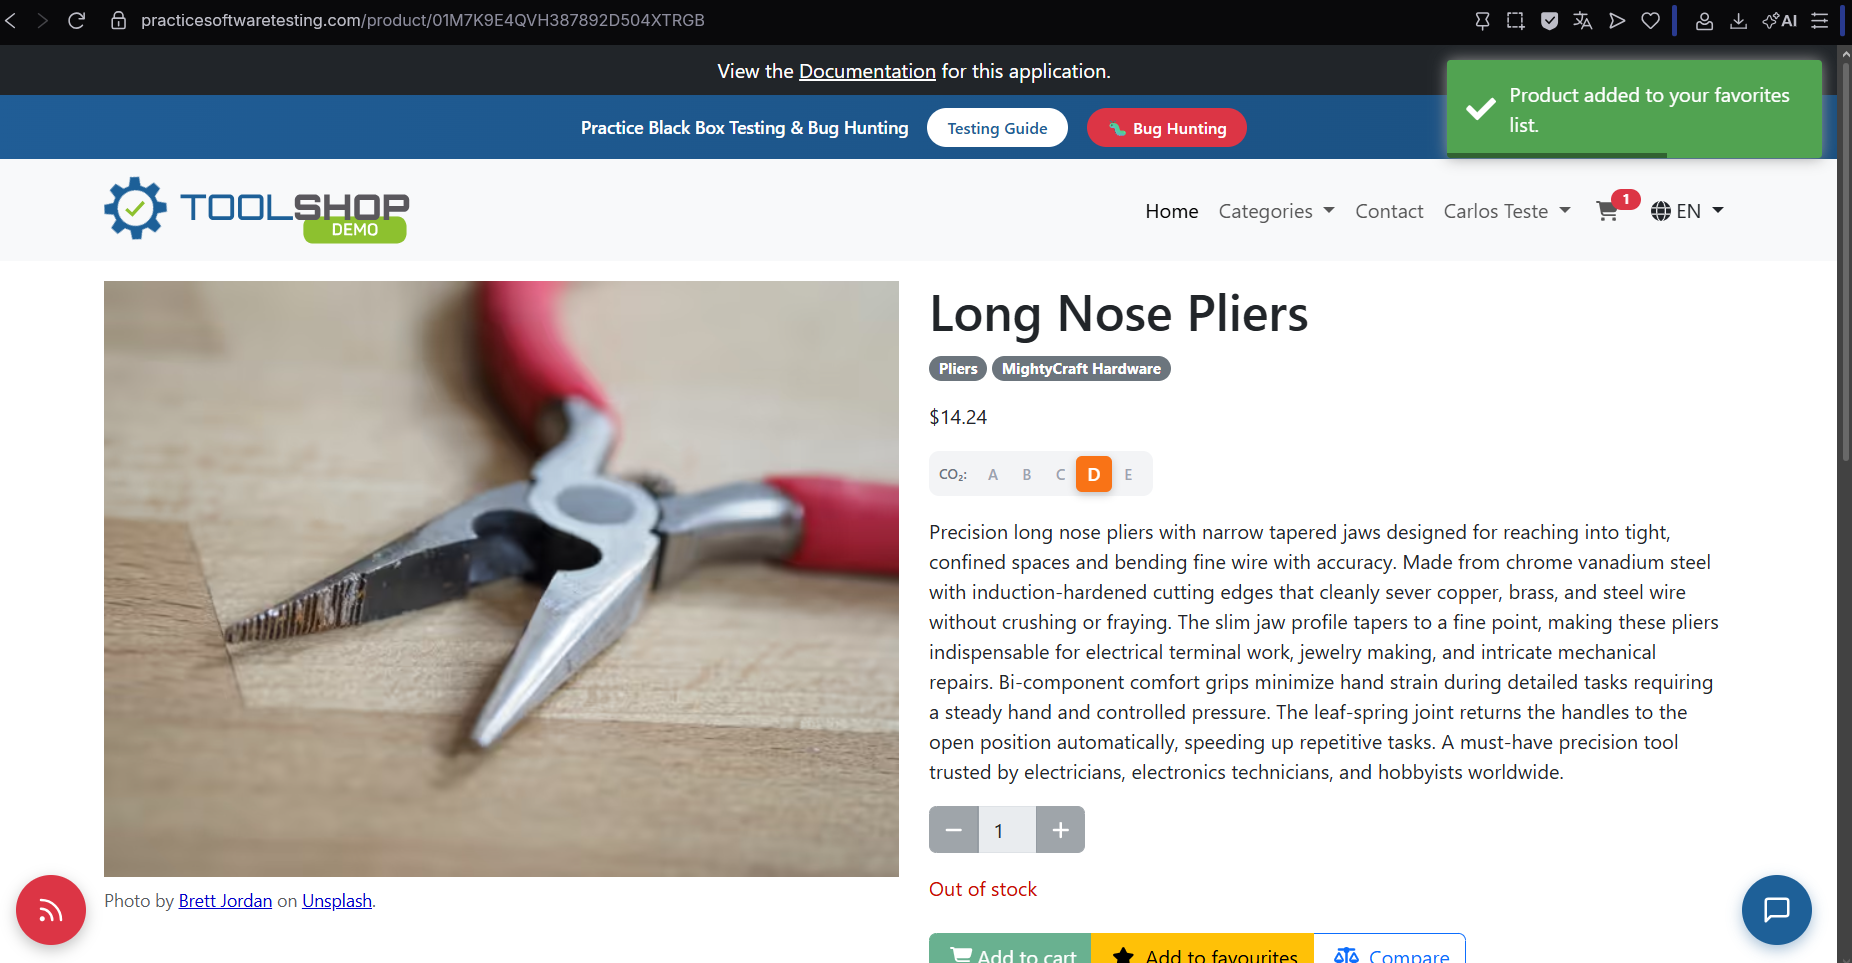 practicesoftwaretesting.com/product/01M7K9E4QVH387892D504XTRGB
AI
View the Documentation for this application.
Practice Black Box Testing & Bug Hunting
Testing Guide
Bug Hunting
Product added to your favorites
list.
TOOLSHOP
DEMO
Home
Categories
Contact
Carlos Teste
1
EN
Long Nose Pliers
Pliers
MightyCraft Hardware
$14.24
CO₂: A B C D E
Precision long nose pliers with narrow tapered jaws designed for reaching into tight,
confined spaces and bending fine wire with accuracy. Made from chrome vanadium steel
with induction-hardened cutting edges that cleanly sever copper, brass, and steel wire
without crushing or fraying. The slim jaw profile tapers to a fine point, making these pliers
indispensable for electrical terminal work, jewelry making, and intricate mechanical
repairs. Bi-component comfort grips minimize hand strain during detailed tasks requiring
a steady hand and controlled pressure. The leaf-spring joint returns the handles to the
open position automatically, speeding up repetitive tasks. A must-have precision tool
trusted by electricians, electronics technicians, and hobbyists worldwide.
1
Out of stock
Photo by Brett Jordan on Unsplash.
Add to cart
Add to favourites
Compare